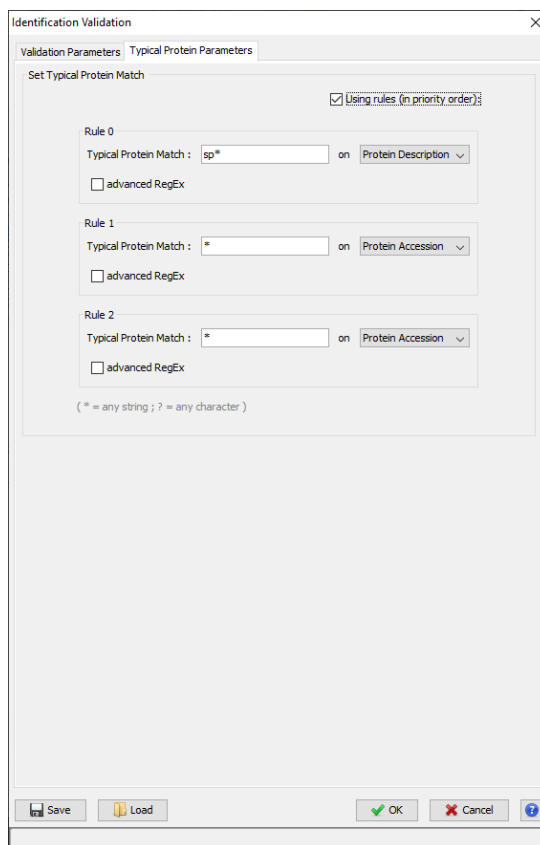 Identification Validation
Validation Parameters Typical Protein Parameters
Set Typical Protein Match
Using rules (in priority order):
Rule 0
Typical Protein Match : sp* on Protein Description
advanced RegEx
Rule 1
Typical Protein Match : * on Protein Accession
advanced RegEx
Rule 2
Typical Protein Match : * on Protein Accession
advanced RegEx
( * = any string ; ? = any character )
Save Load OK Cancel ?